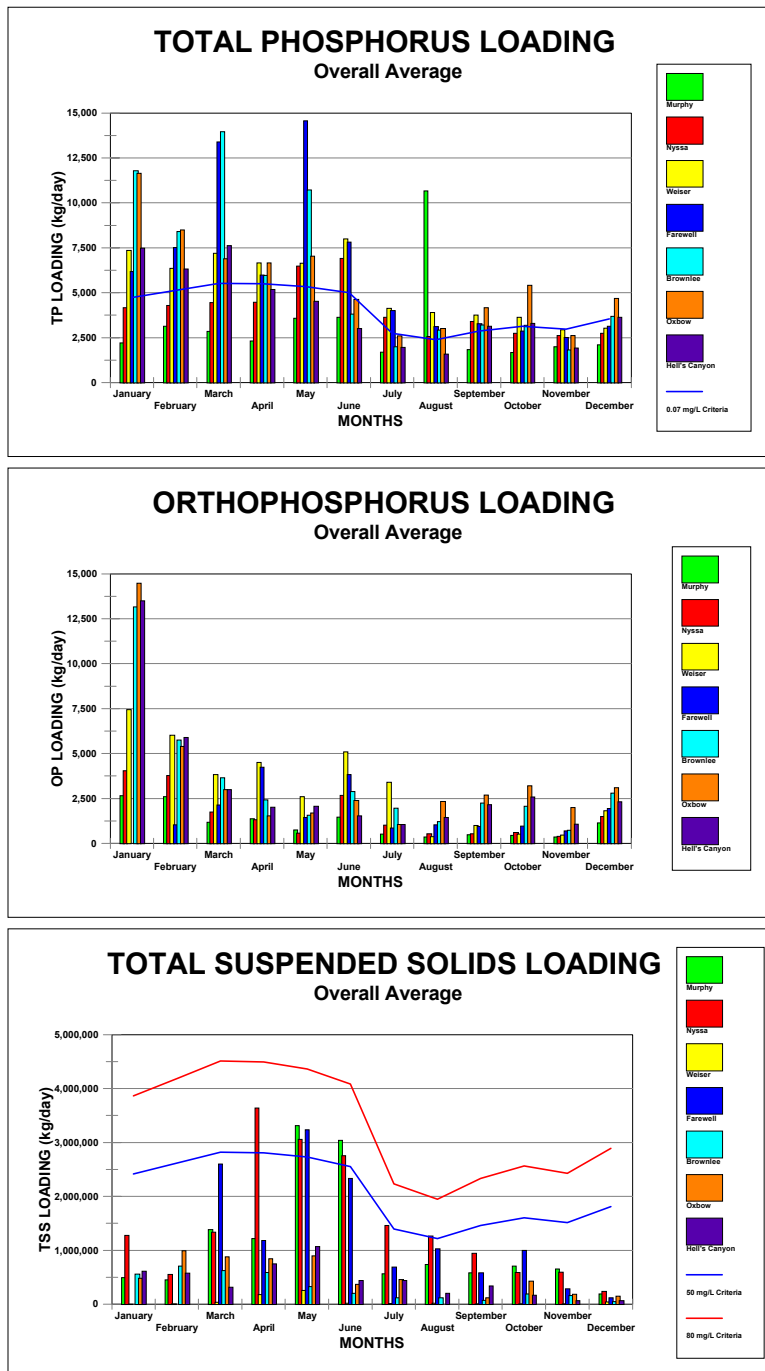 TOTAL PHOSPHORUS LOADING
Overall Average
TP LOADING (kg/day)
15,000
12,500
10,000
7,500
5,000
2,500
0
January
February
March
April
May
June
July
August
September
October
November
December
MONTHS
Murphy
Nyssa
Weiser
Farewell
Brownlee
Oxbow
Hell's Canyon
0.07 mg/L Criteria
ORTHOPHOSPHORUS LOADING
Overall Average
OP LOADING (kg/day)
15,000
12,500
10,000
7,500
5,000
2,500
0
January
February
March
April
May
June
July
August
September
October
November
December
MONTHS
Murphy
Nyssa
Weiser
Farewell
Brownlee
Oxbow
Hell's Canyon
TOTAL SUSPENDED SOLIDS LOADING
Overall Average
TSS LOADING (kg/day)
5,000,000
4,000,000
3,000,000
2,000,000
1,000,000
0
January
February
March
April
May
June
July
August
September
October
November
December
MONTHS
Murphy
Nyssa
Weiser
Farewell
Brownlee
Oxbow
Hell's Canyon
50 mg/L Criteria
80 mg/L Criteria